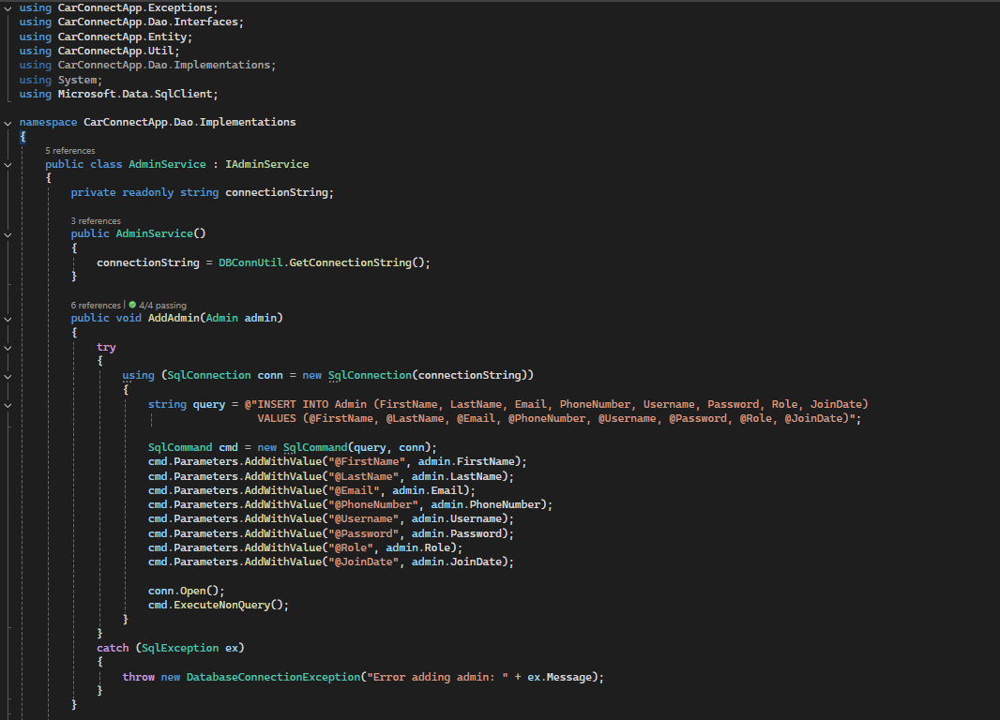 using CarConnectApp.Exceptions;
using CarConnectApp.Dao.Interfaces;
using CarConnectApp.Entity;
using CarConnectApp.Util;
using CarConnectApp.Dao.Implementations;
using System;
using Microsoft.Data.SqlClient;
namespace CarConnectApp.Dao.Implementations
{
5 references
public class AdminService : IAdminService
{
private readonly string connectionString;
3 references
public AdminService()
{
connectionString = DBConnUtil.GetConnectionString();
}
6 references | 4/4 passing
public void AddAdmin(Admin admin)
{
try
{
using (SqlConnection conn = new SqlConnection(connectionString))
{
string query = @"INSERT INTO Admin (FirstName, LastName, Email, PhoneNumber, Username, Password, Role, JoinDate)
VALUES (@FirstName, @LastName, @Email, @PhoneNumber, @Username, @Password, @Role, @JoinDate)";
SqlCommand cmd = new SqlCommand(query, conn);
cmd.Parameters.AddWithValue("@FirstName", admin.FirstName);
cmd.Parameters.AddWithValue("@LastName", admin.LastName);
cmd.Parameters.AddWithValue("@Email", admin.Email);
cmd.Parameters.AddWithValue("@PhoneNumber", admin.PhoneNumber);
cmd.Parameters.AddWithValue("@Username", admin.Username);
cmd.Parameters.AddWithValue("@Password", admin.Password);
cmd.Parameters.AddWithValue("@Role", admin.Role);
cmd.Parameters.AddWithValue("@JoinDate", admin.JoinDate);
conn.Open();
cmd.ExecuteNonQuery();
}
}
catch (SqlException ex)
{
throw new DatabaseConnectionException("Error adding admin: " + ex.Message);
}
}